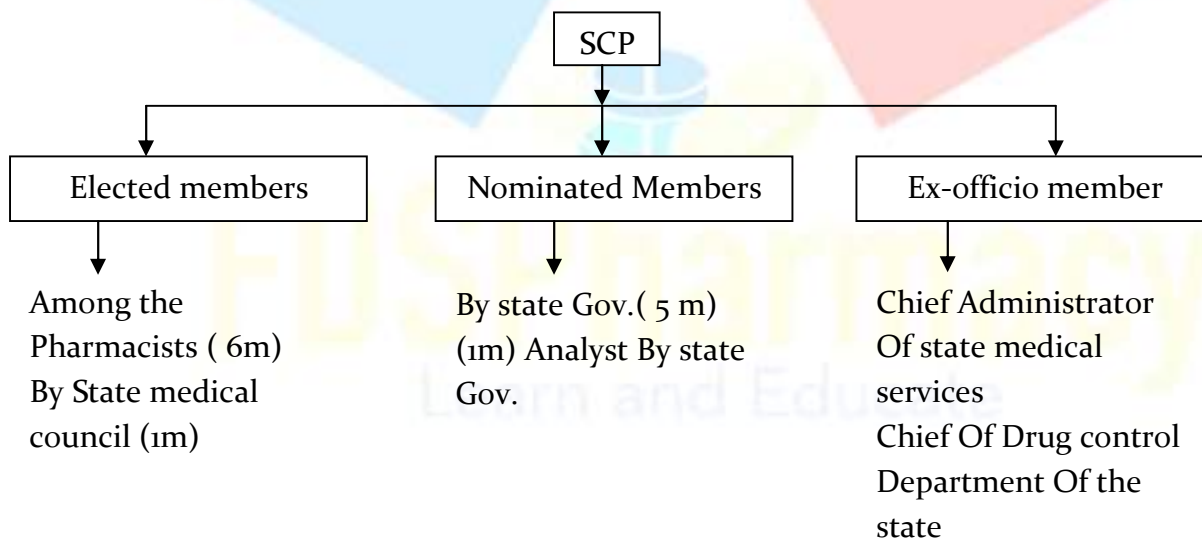 SCP
Elected members
Nominated Members
Ex-officio member
Among the
Pharmacists ( 6m)
By State medical
council (1m)
By state Gov.( 5 m)
(1m) Analyst By state
Gov.
Chief Administrator
Of state medical
services
Chief Of Drug control
Department Of the
state
FDSPharmacy
Learn and Educate